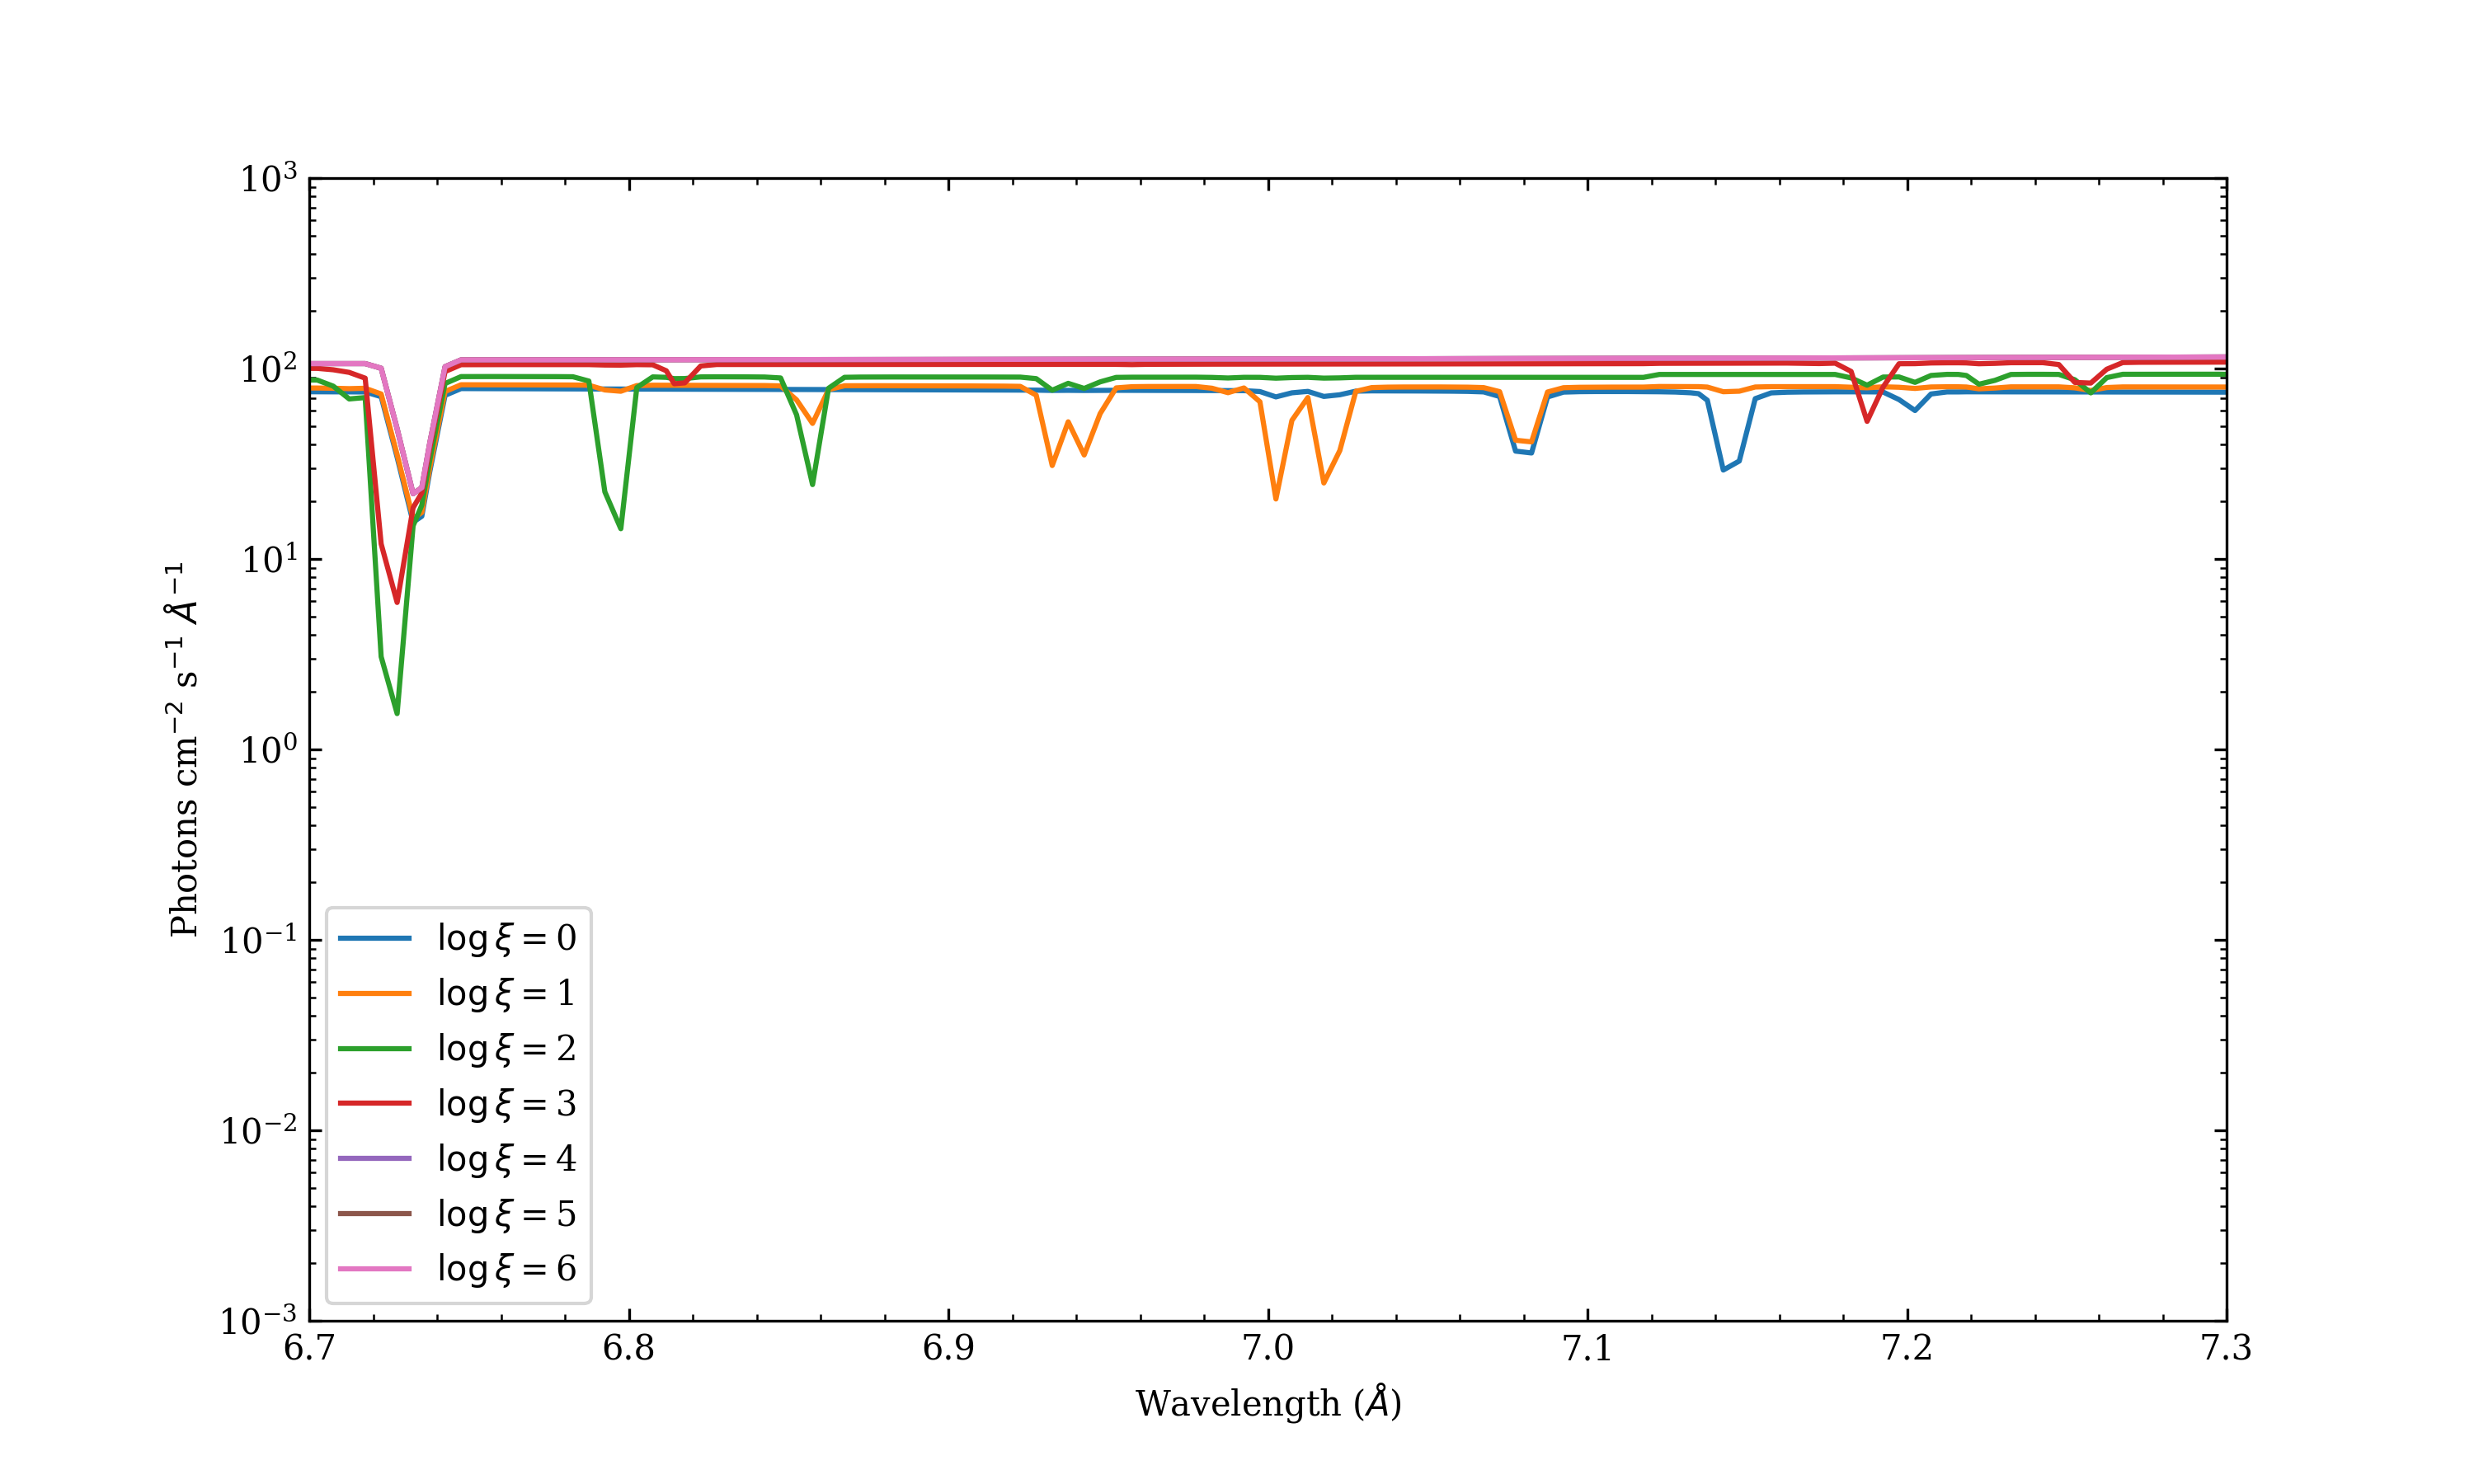 10³
10²
10¹
10⁰
10⁻¹
10⁻²
10⁻³
Photons cm⁻² s⁻¹ Å⁻¹
log ξ = 0
log ξ = 1
log ξ = 2
log ξ = 3
log ξ = 4
log ξ = 5
log ξ = 6
6.7 6.8 6.9 7.0 7.1 7.2 7.3
Wavelength (Å)